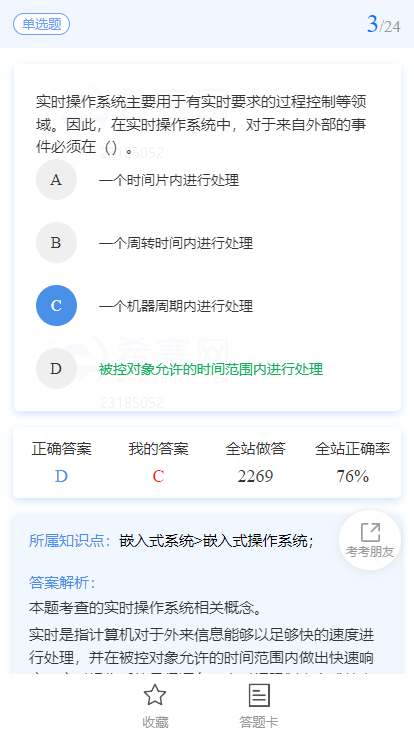 单选题
3/24
实时操作系统主要用于有实时要求的过程控制等领
域。因此，在实时操作系统中，对于来自外部的事
件必须在（）。
23185052
A 一个时间片内进行处理
B 一个周转时间内进行处理
C 一个机器周期内进行处理
希赛网
D 被控对象允许的时间范围内进行处理
23185052
正确答案 我的答案 全站做答 全站正确率
D C 2269 76%
所属知识点：嵌入式系统>嵌入式操作系统；
考考朋友
答案解析：
本题考查的实时操作系统相关概念。
实时是指计算机对于外来信息能够以足够快的速度进
行处理，并在被控对象允许的时间范围内做出快速响
收藏 答题卡